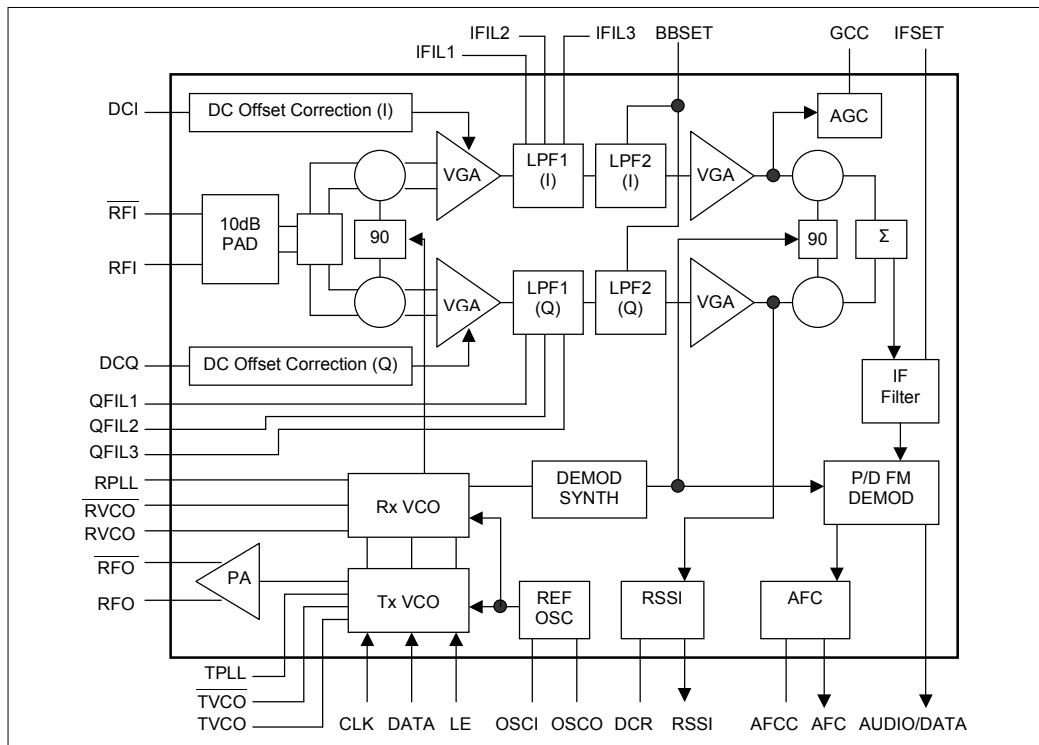 IFIL2
IFIL3
BBSET
GCC
IFSET
IFIL1
DCI
DC Offset Correction (I)
AGC
VGA
LPF1
(I)
LPF2
(I)
VGA
RFI
10dB
PAD
90
90
Σ
RFI
VGA
LPF1
(Q)
LPF2
(Q)
VGA
DCQ
DC Offset Correction (Q)
IF
Filter
QFIL1
QFIL2
QFIL3
RPLL
RVCO
RVCO
Rx VCO
DEMOD
SYNTH
P/D FM
DEMOD
RFO
RFO
PA
Tx VCO
REF
OSC
RSSI
AFC
TPLL
TVCO
TVCO
CLK
DATA
LE
OSCI
OSCO
DCR
RSSI
AFCC
AFC
AUDIO/DATA